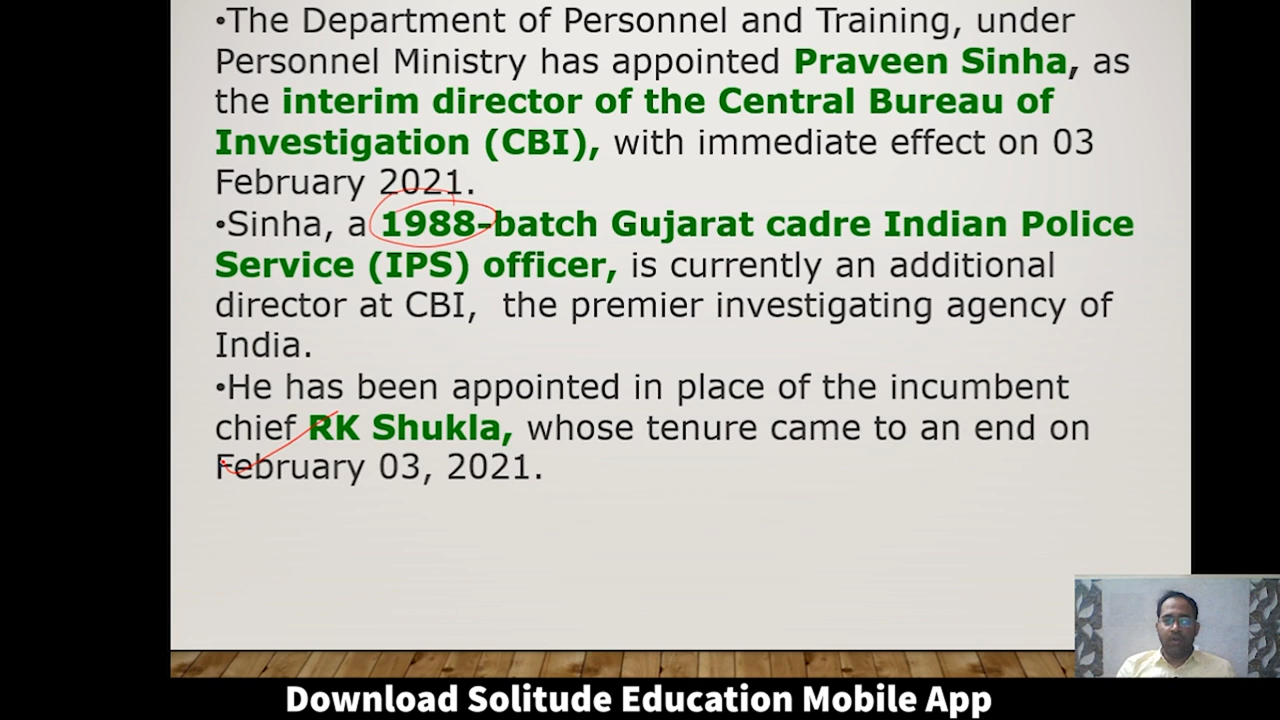 •The Department of Personnel and Training, under
Personnel Ministry has appointed Praveen Sinha, as
the interim director of the Central Bureau of
Investigation (CBI), with immediate effect on 03
February 2021.
•Sinha, a 1988-batch Gujarat cadre Indian Police
Service (IPS) officer, is currently an additional
director at CBI, the premier investigating agency of
India.
•He has been appointed in place of the incumbent
chief RK Shukla, whose tenure came to an end on
February 03, 2021.
Download Solitude Education Mobile App